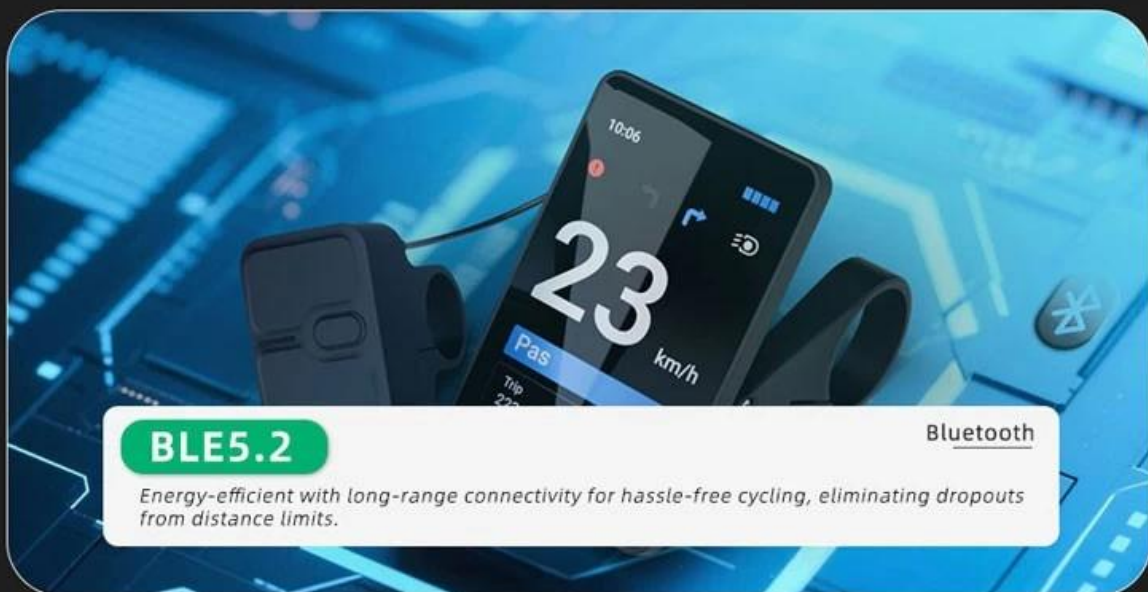 10:06
23
km/h
Pas
Trip
BLE5.2
Bluetooth
Energy-efficient with long-range connectivity for hassle-free cycling, eliminating dropouts
from distance limits.